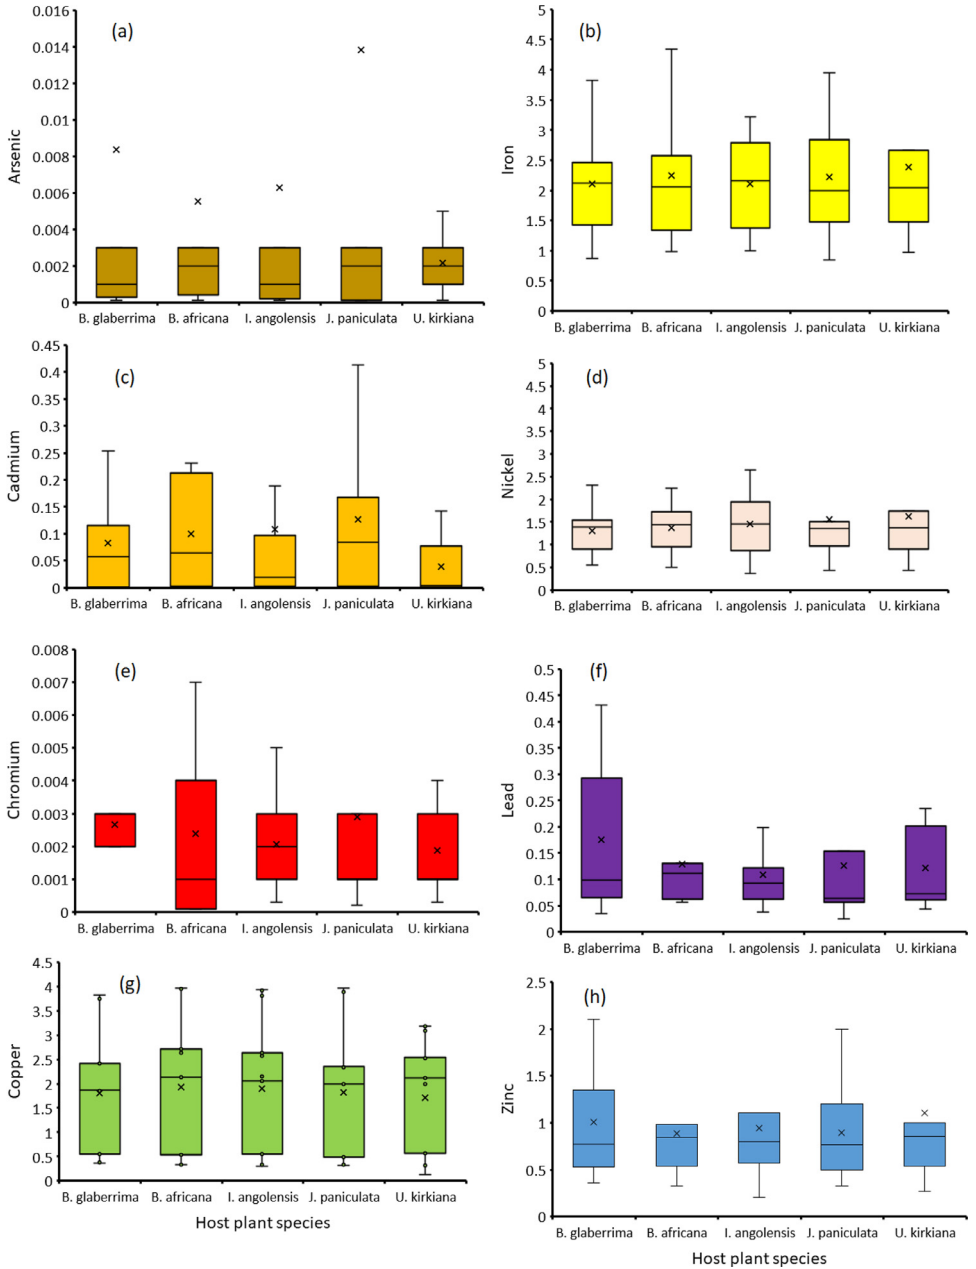 (a)
Arsenic
0.016
0.014
0.012
0.01
0.008
0.006
0.004
0.002
0
B. glaberrima B. africana I. angolensis J. paniculata U. kirkiana
(b)
Iron
5
4.5
4
3.5
3
2.5
2
1.5
1
0.5
0
B. glaberrima B. africana I. angolensis J. paniculata U. kirkiana
(c)
Cadmium
0.45
0.4
0.35
0.3
0.25
0.2
0.15
0.1
0.05
0
B. glaberrima B. africana I. angolensis J. paniculata U. kirkiana
(d)
Nickel
5
4.5
4
3.5
3
2.5
2
1.5
1
0.5
0
B. glaberrima B. africana I. angolensis J. paniculata U. kirkiana
(e)
Chromium
0.008
0.007
0.006
0.005
0.004
0.003
0.002
0.001
0
B. glaberrima B. africana I. angolensis J. paniculata U. kirkiana
(f)
Lead
0.5
0.45
0.4
0.35
0.3
0.25
0.2
0.15
0.1
0.05
0
B. glaberrima B. africana I. angolensis J. paniculata U. kirkiana
(g)
Copper
4.5
4
3.5
3
2.5
2
1.5
1
0.5
0
B. glaberrima B. africana I. angolensis J. paniculata U. kirkiana
Host plant species
(h)
Zinc
2.5
2
1.5
1
0.5
0
B. glaberrima B. africana I. angolensis J. paniculata U. kirkiana
Host plant species